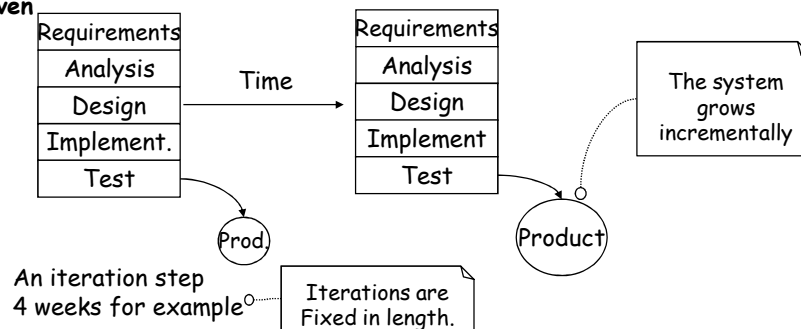 ven
Requirements
Analysis
Design
Implement.
Test
Prod.
Time
Requirements
Analysis
Design
Implement
Test
Product
The system
grows
incrementally
An iteration step
4 weeks for example
Iterations are
Fixed in length.